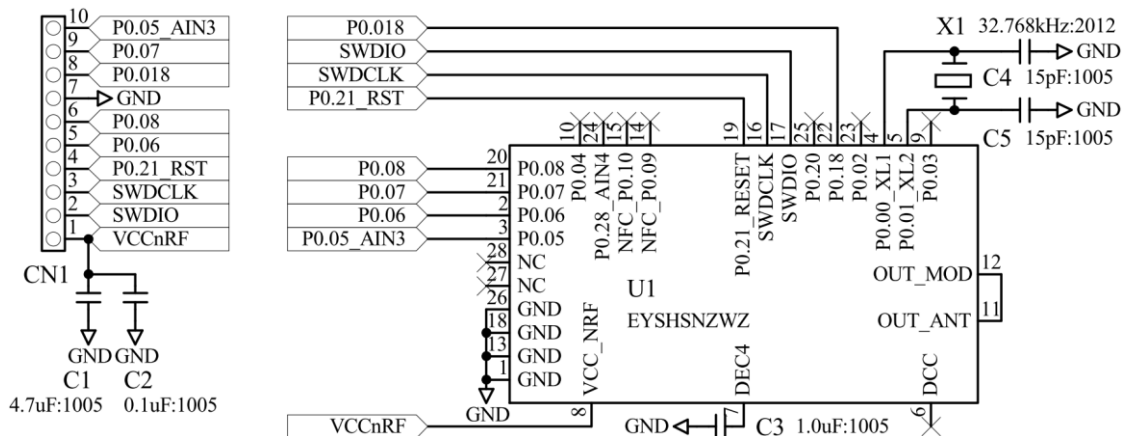 10 P0.05_AIN3
9 P0.07
8 P0.018
7 GND
6 P0.08
5 P0.06
4 P0.21_RST
3 SWDCLK
2 SWDIO
1 VCCnRF
CN1
GND GND
C1 C2
4.7uF:1005 0.1uF:1005
P0.018
SWDIO
SWDCLK
P0.21_RST
P0.08
P0.07
P0.06
P0.05_AIN3
X1 32.768kHz:2012
GND
C4 15pF:1005
GND
C5 15pF:1005
10 24 15 14 19 16 17 25 22 23 4 5 9
P0.04 P0.28_AIN4 NFC_P0.10 NFC_P0.09 P0.21_RESET SWDCLK SWDIO P0.20 P0.18 P0.02 P0.00_XL1 P0.01_XL2 P0.03
20 P0.08
21 P0.07
2 P0.06
3 P0.05
28 NC
27 NC
26 GND
18 GND
13 GND
1 GND
GND
U1
EYSHSNZWZ
OUT_MOD 12
OUT_ANT 11
VCC_NRF DEC4 DCC
8 7 6
VCCnRF
GND C3 1.0uF:1005